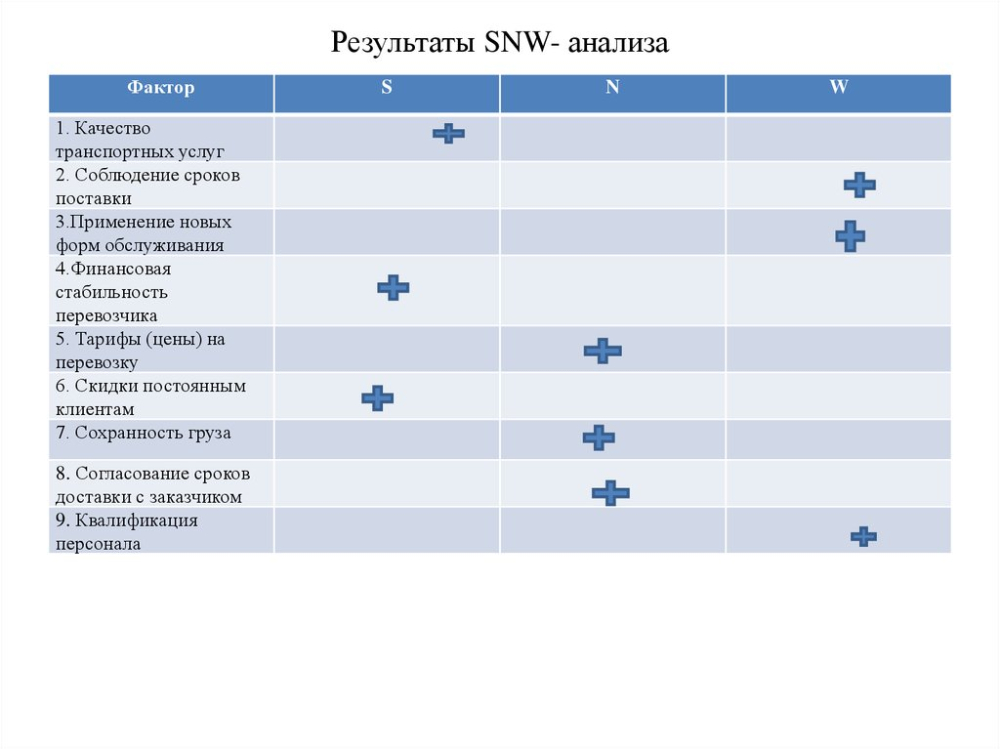 Результаты SNW- анализа
Фактор S N W
1. Качество
транспортных услуг
2. Соблюдение сроков
поставки
3.Применение новых
форм обслуживания
4.Финансовая
стабильность
перевозчика
5. Тарифы (цены) на
перевозку
6. Скидки постоянным
клиентам
7. Сохранность груза
8. Согласование сроков
доставки с заказчиком
9. Квалификация
персонала